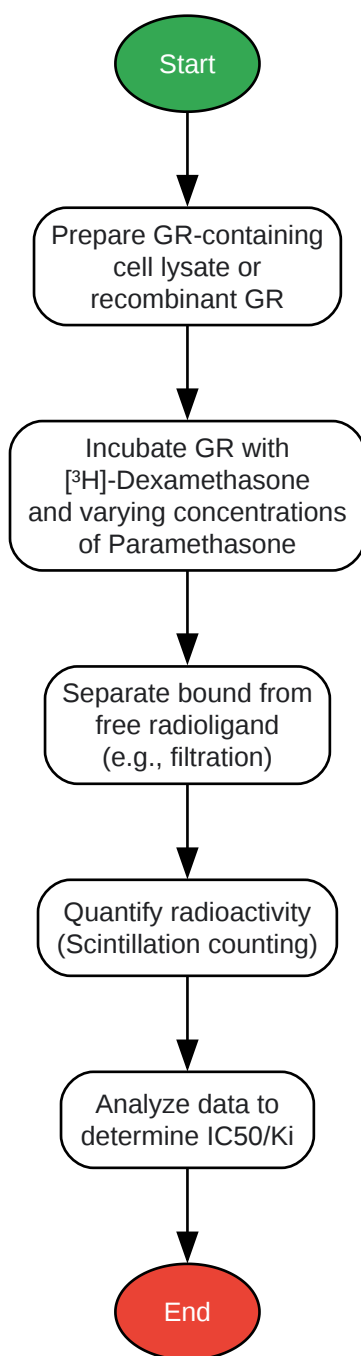 Start
Prepare GR-containing
cell lysate or
recombinant GR
Incubate GR with
[³H]-Dexamethasone
and varying concentrations
of Paramethasone
Separate bound from
free radioligand
(e.g., filtration)
Quantify radioactivity
(Scintillation counting)
Analyze data to
determine IC50/Ki
End